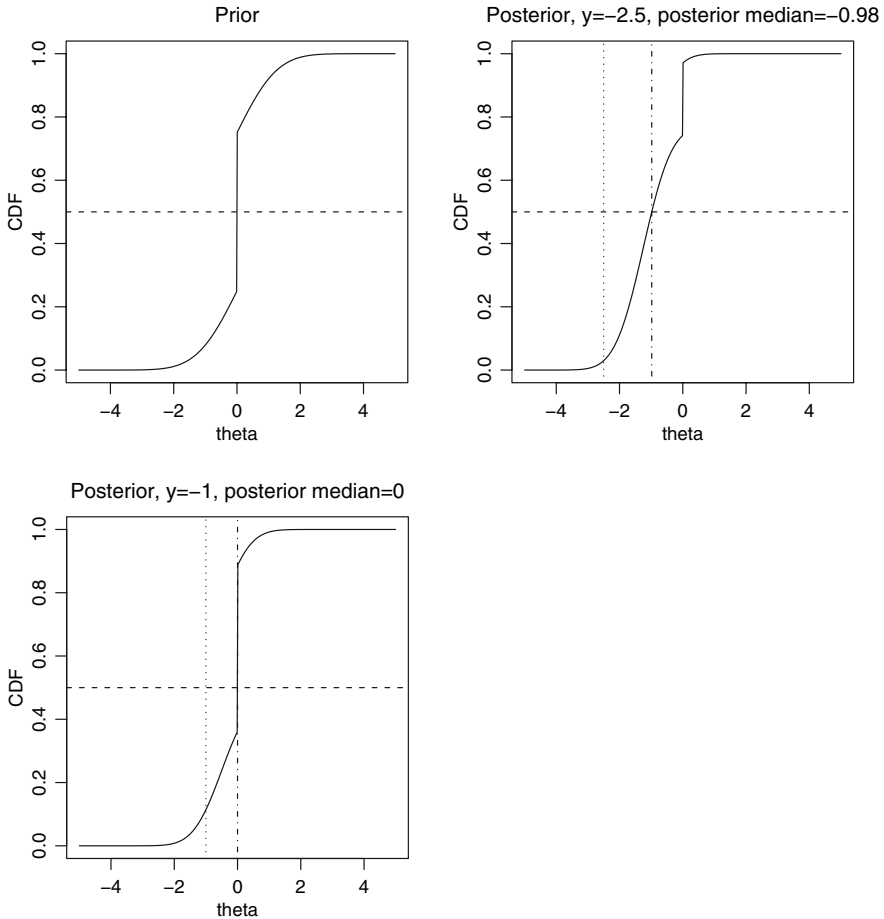 Prior
CDF
0.0 0.2 0.4 0.6 0.8 1.0
−4 −2 0 2 4
theta
Posterior, y=−2.5, posterior median=−0.98
CDF
0.0 0.2 0.4 0.6 0.8 1.0
−4 −2 0 2 4
theta
Posterior, y=−1, posterior median=0
CDF
0.0 0.2 0.4 0.6 0.8 1.0
−4 −2 0 2 4
theta